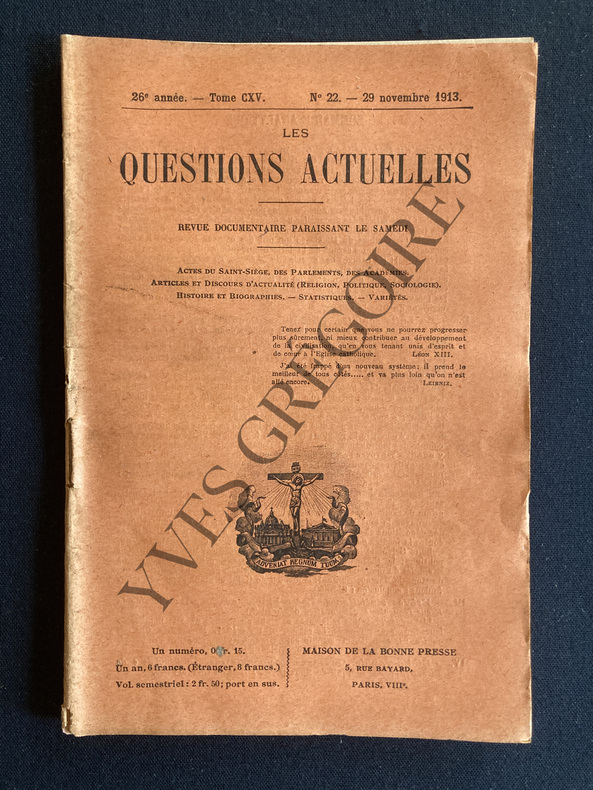 26e année. — Tome CXV. No 22. — 29 novembre 1913.
LES
QUESTIONS ACTUELLES
REVUE DOCUMENTAIRE PARAISSANT LE SAMEDI
ACTES DU SAINT-SIÈGE, DES PARLEMENTS, DES ACADÉMIES.
ARTICLES ET DISCOURS D'ACTUALITÉ (RELIGION, POLITIQUE, SOCIOLOGIE).
HISTOIRE ET BIOGRAPHIES. — STATISTIQUES. — VARIÉTÉS.
Tenez pour certain que vous ne pourrez progresser
plus sûrement ni mieux contribuer au développement
de la civilisation qu'en vous tenant unis d'esprit et
de cœur à l'Eglise catholique. LÉON XIII.
J'ai été frappé d'un nouveau système; il prend le
meilleur de tous côtés..... et va plus loin qu'on n'est
allé encore. LEIBNIZ.
ADVENIAT REGNUM TUUM
Un numéro, 0 fr. 15.
Un an, 6 francs. (Étranger, 8 francs.)
Vol. semestriel : 2 fr. 50; port en sus.
MAISON DE LA BONNE PRESSE
5, RUE BAYARD,
PARIS, VIIIe.
YVES GREGOIRE